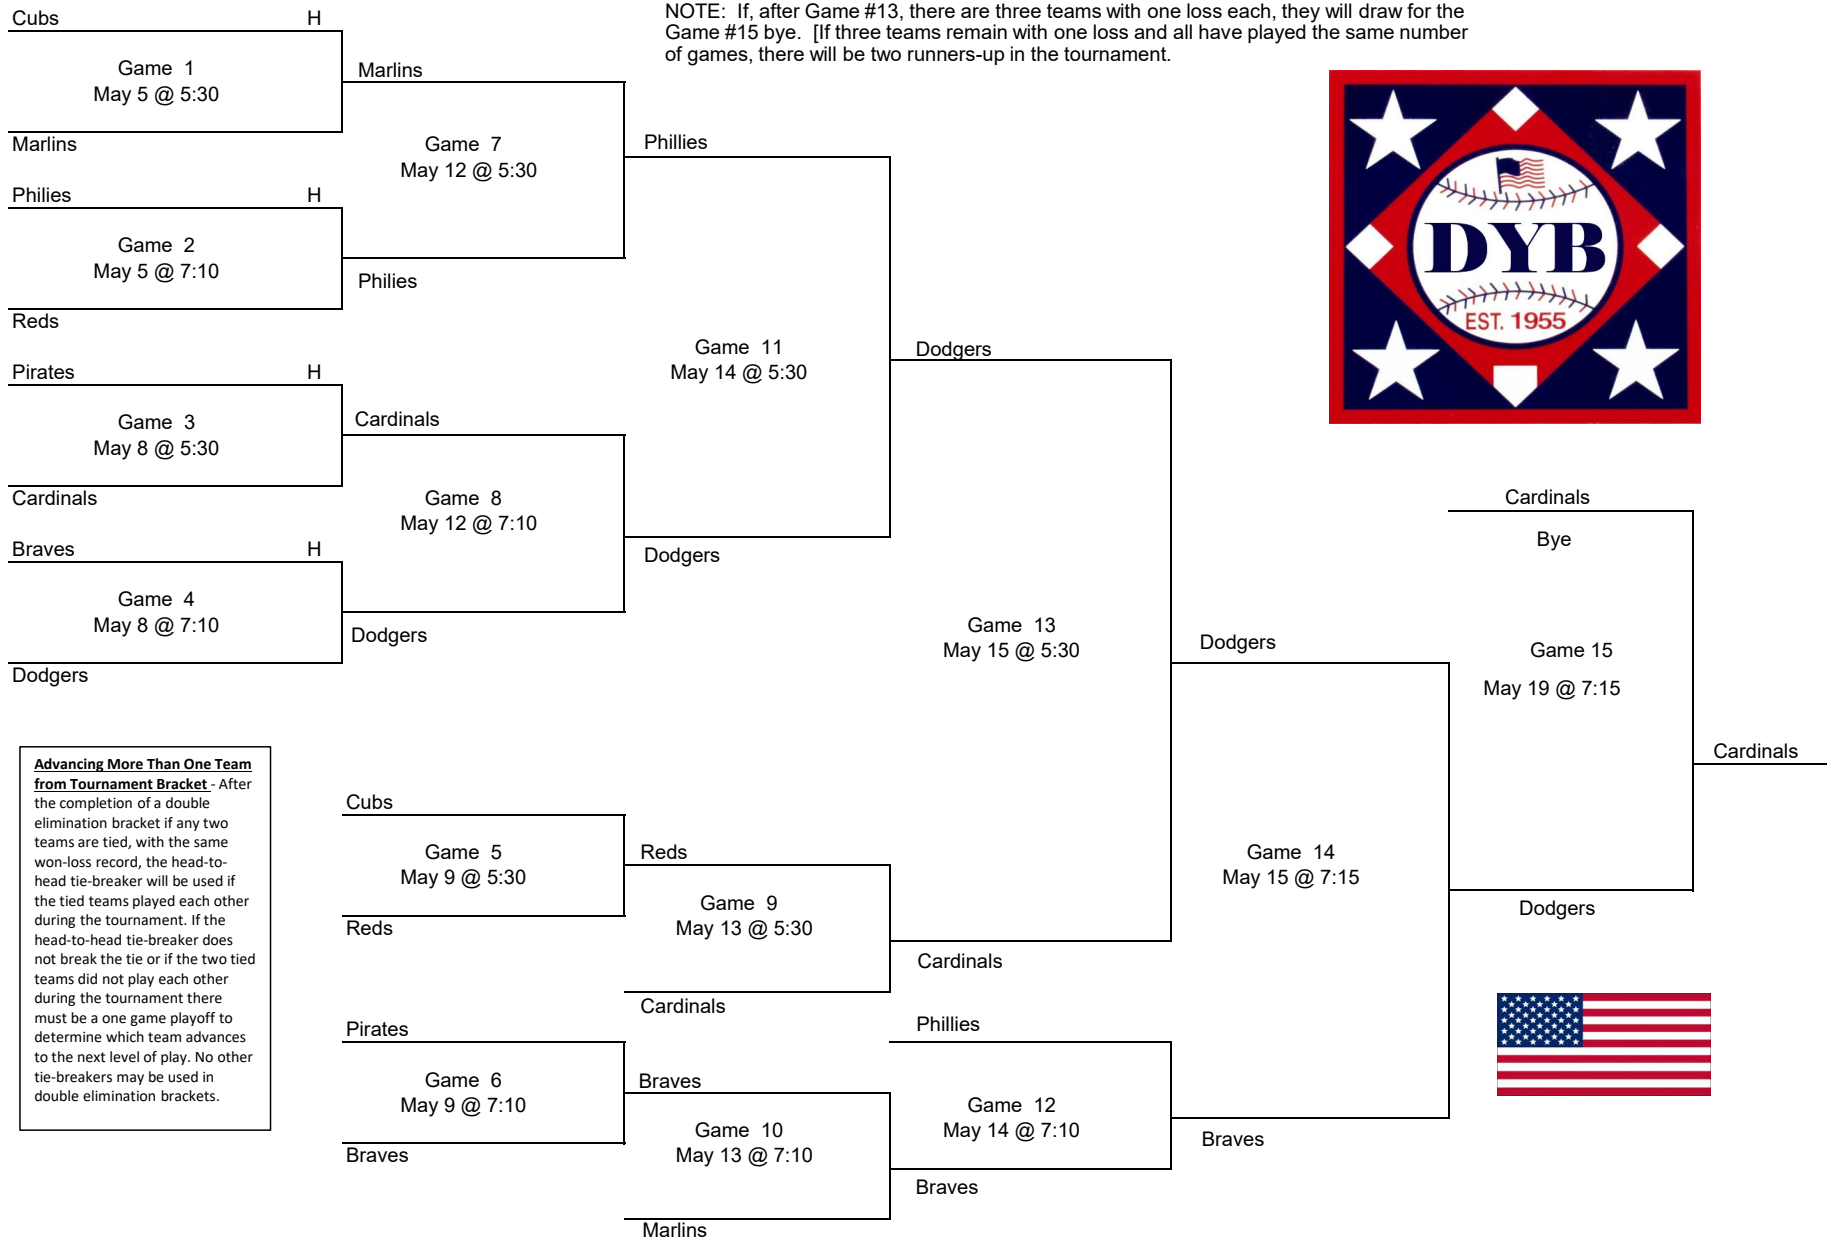 NOTE:  If, after Game #13, there are three teams with one loss each, they will draw for the
Game #15 bye.  [If three teams remain with one loss and all have played the same number
of games, there will be two runners-up in the tournament.
Cubs H
Game 1
May 5 @ 5:30
Marlins
Philies H
Game 2
May 5 @ 7:10
Reds
Pirates H
Game 3
May 8 @ 5:30
Cardinals
Braves H
Game 4
May 8 @ 7:10
Dodgers
Marlins
Game 7
May 12 @ 5:30
Philies
Cardinals
Game 8
May 12 @ 7:10
Dodgers
Phillies
Game 11
May 14 @ 5:30
Dodgers
Dodgers
Game 13
May 15 @ 5:30
Cardinals
DYB
EST. 1955
Advancing More Than One Team
from Tournament Bracket - After
the completion of a double
elimination bracket if any two
teams are tied, with the same
won-loss record, the head-to-
head tie-breaker will be used if
the tied teams played each other
during the tournament. If the
head-to-head tie-breaker does
not break the tie or if the two tied
teams did not play each other
during the tournament there
must be a one game playoff to
determine which team advances
to the next level of play. No other
tie-breakers may be used in
double elimination brackets.
Cubs
Game 5
May 9 @ 5:30
Reds
Pirates
Game 6
May 9 @ 7:10
Braves
Reds
Game 9
May 13 @ 5:30
Cardinals
Braves
Game 10
May 13 @ 7:10
Marlins
Phillies
Game 12
May 14 @ 7:10
Braves
Dodgers
Game 14
May 15 @ 7:15
Braves
Cardinals
Bye
Game 15
May 19 @ 7:15
Dodgers
Cardinals